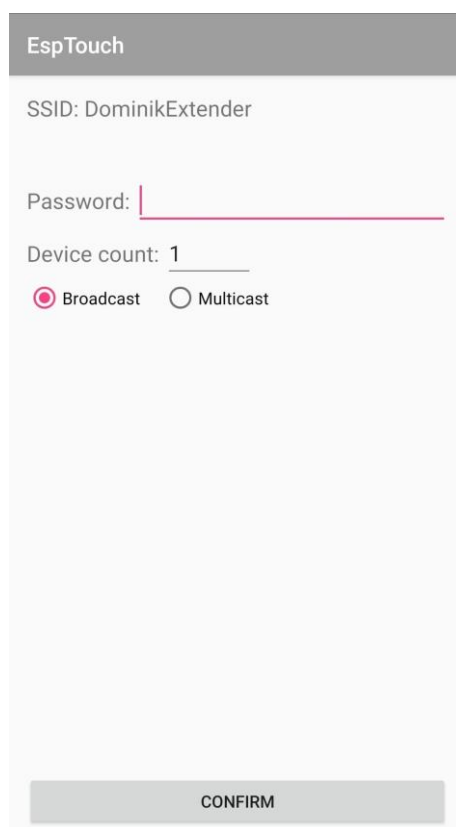 EspTouch
SSID: DominikExtender
Password:
Device count: 1
Broadcast Multicast
CONFIRM